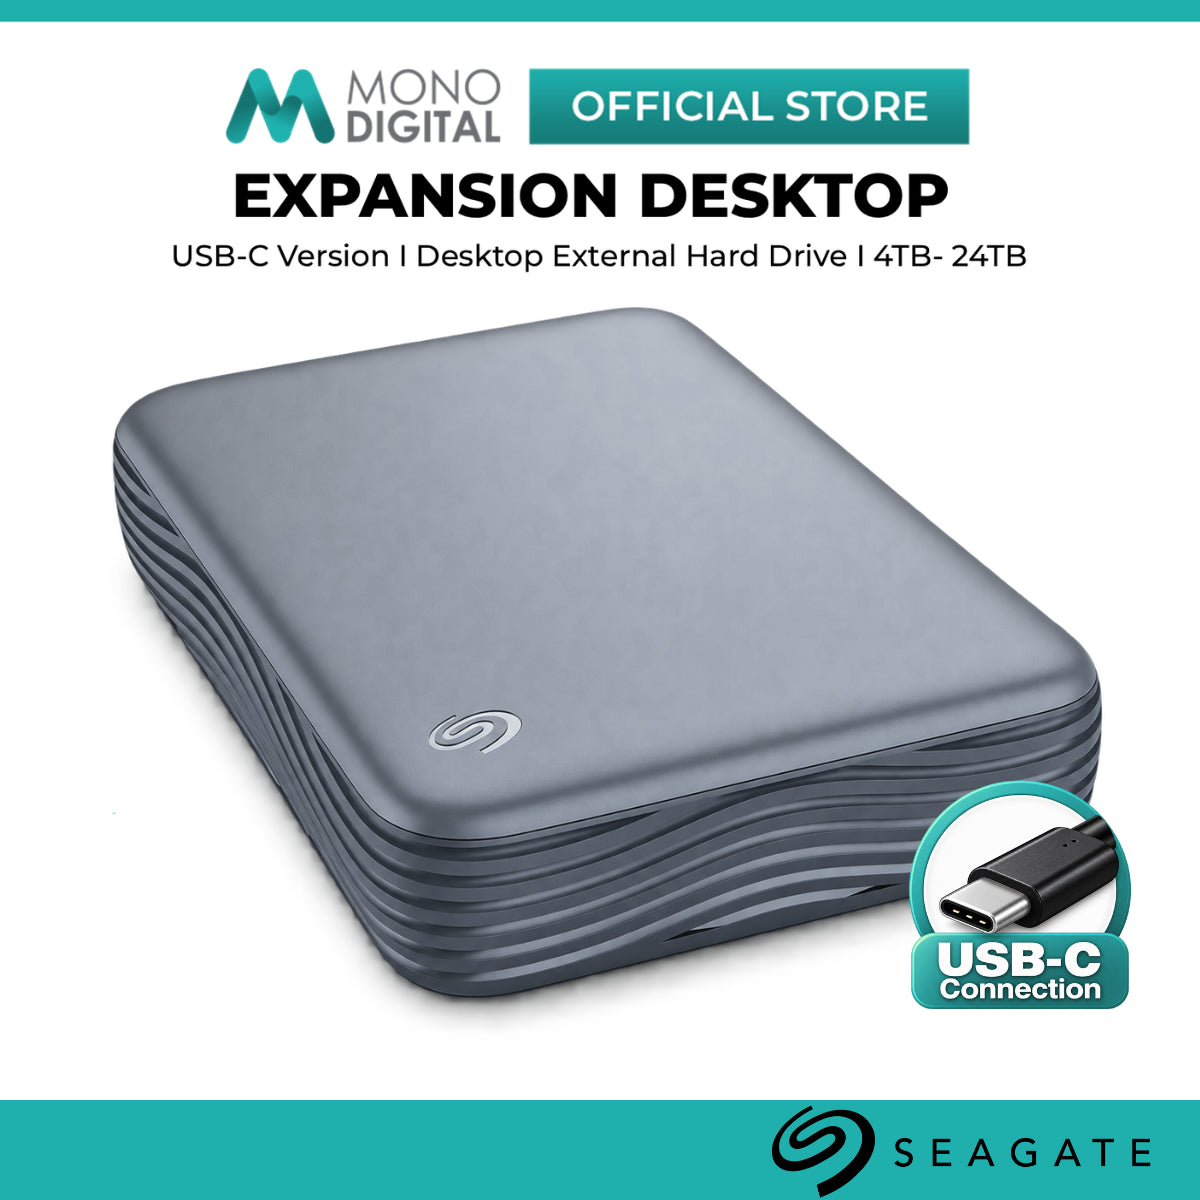 MONO
DIGITAL
OFFICIAL STORE
EXPANSION DESKTOP
USB-C Version I Desktop External Hard Drive I 4TB- 24TB
USB-C
Connection
SEAGATE